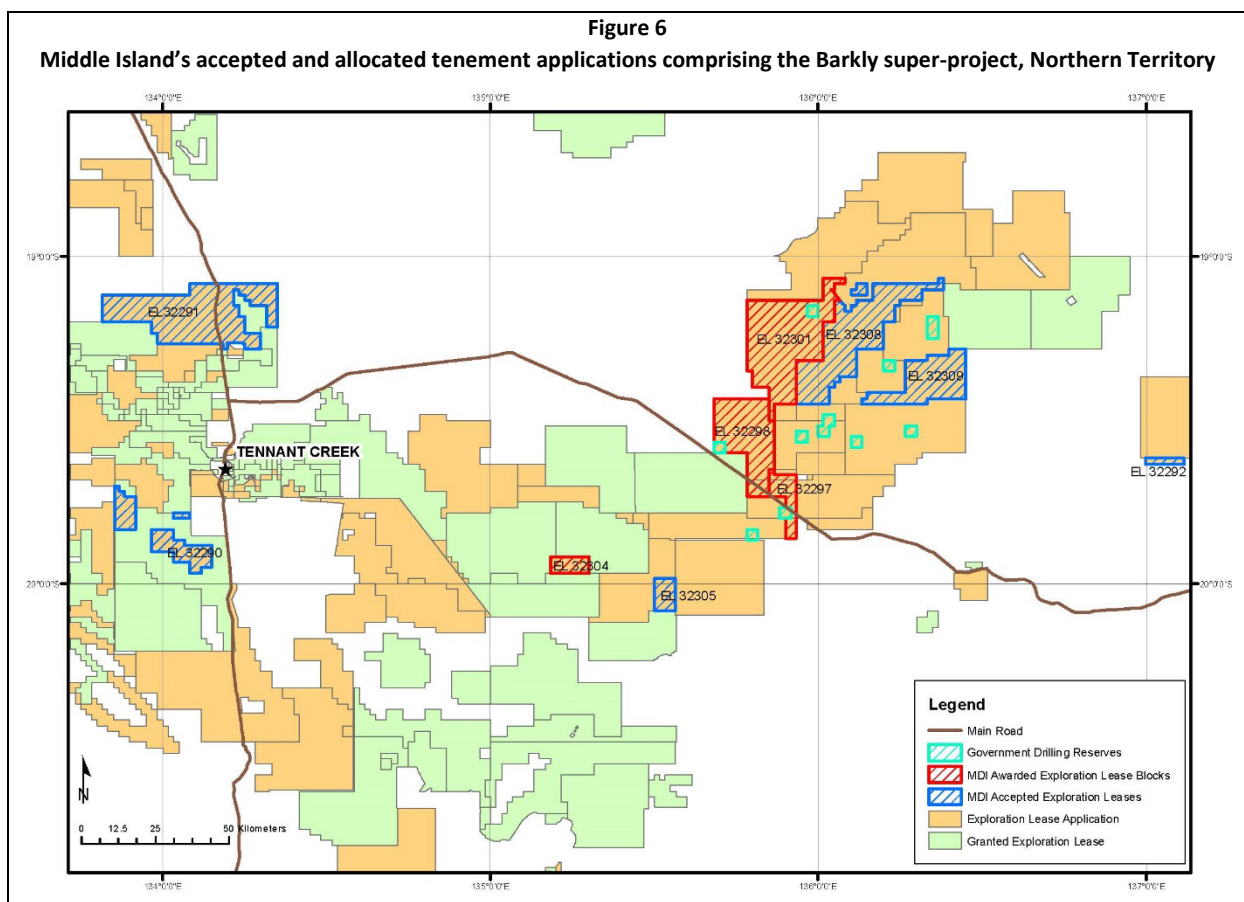 Figure 6
Middle Island's accepted and allocated tenement applications comprising the Barkly super-project, Northern Territory
134°0'0"E
135°0'0"E
136°0'0"E
137°0'0"E
19°0'0"S
19°0'0"S
EL 32291
EL 32301
EL 32308
EL 32309
EL 32298
TENNANT CREEK
EL 32292
EL 32297
EL 32290
EL 32304
EL 32305
20°0'0"S
20°0'0"S
Legend
Main Road
Government Drilling Reserves
MDI Awarded Exploration Lease Blocks
MDI Accepted Exploration Leases
Exploration Lease Application
Granted Exploration Lease
N
0 12.5 25 50 Kilometers
134°0'0"E
135°0'0"E
136°0'0"E
137°0'0"E